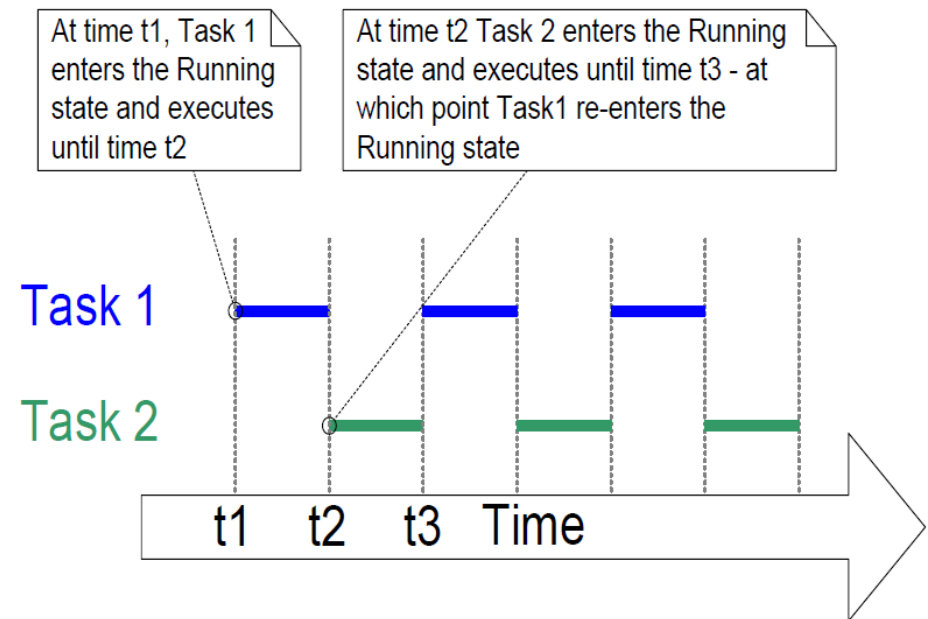 At time t1, Task 1
enters the Running
state and executes
until time t2
At time t2 Task 2 enters the Running
state and executes until time t3 - at
which point Task1 re-enters the
Running state
Task 1
Task 2
t1 t2 t3 Time